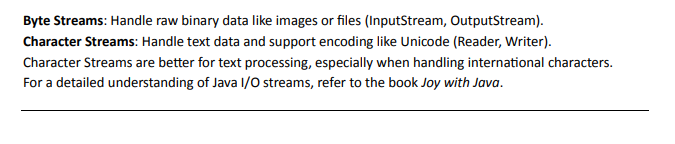 Byte Streams: Handle raw binary data like images or files (InputStream, OutputStream).
Character Streams: Handle text data and support encoding like Unicode (Reader, Writer).
Character Streams are better for text processing, especially when handling international characters.
For a detailed understanding of Java I/O streams, refer to the book Joy with Java.